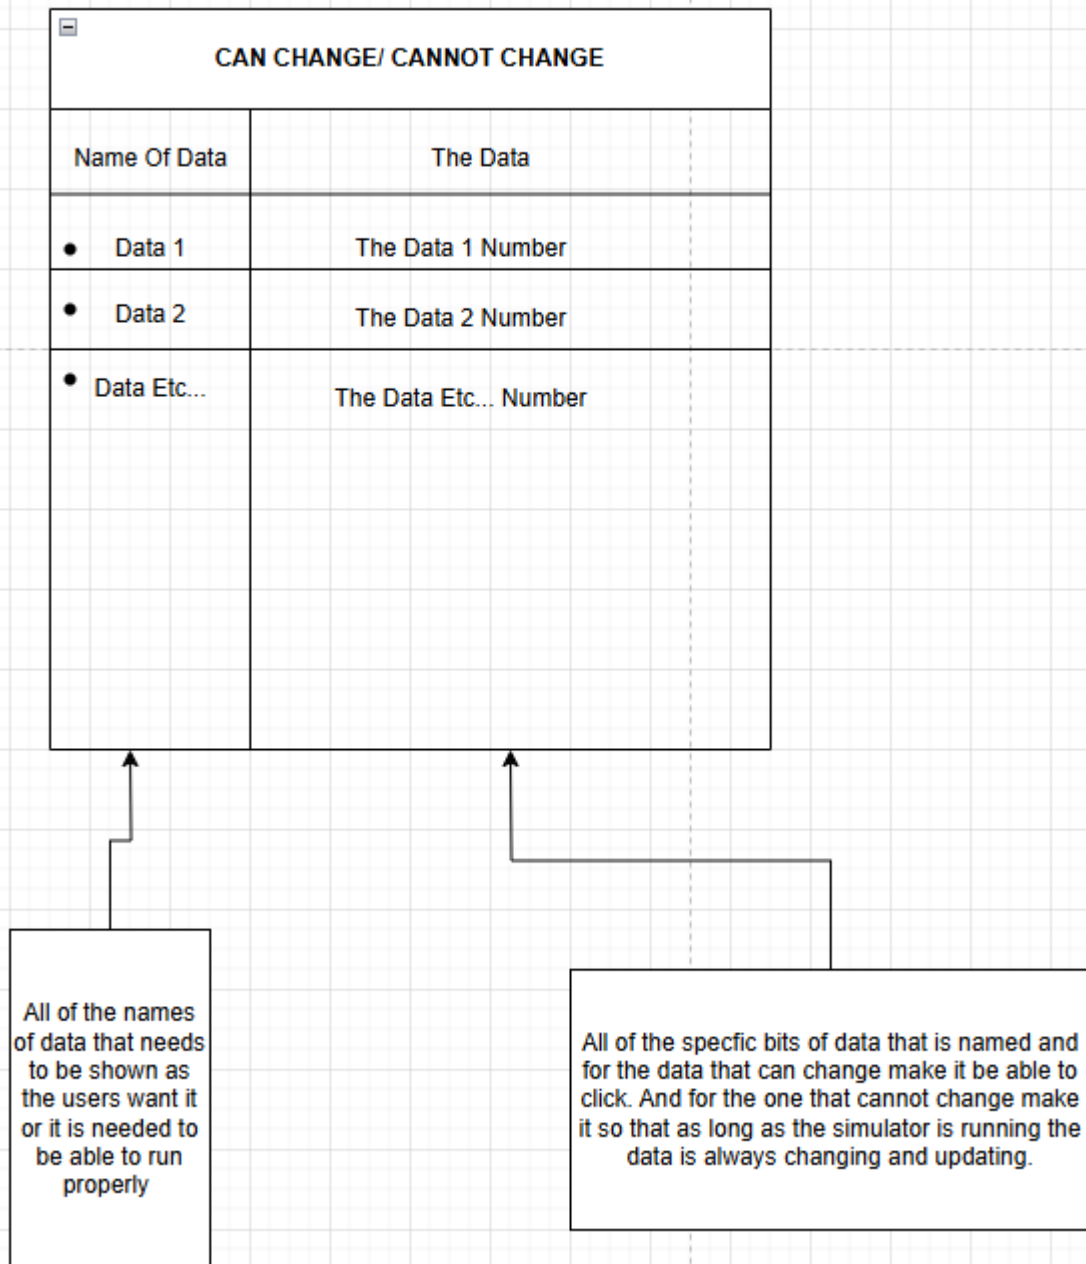 CAN CHANGE/ CANNOT CHANGE
Name Of Data
The Data
Data 1
The Data 1 Number
Data 2
The Data 2 Number
Data Etc...
The Data Etc... Number
All of the names
of data that needs
to be shown as
the users want it
or it is needed to
be able to run
properly
All of the specfic bits of data that is named and
for the data that can change make it be able to
click. And for the one that cannot change make
it so that as long as the simulator is running the
data is always changing and updating.